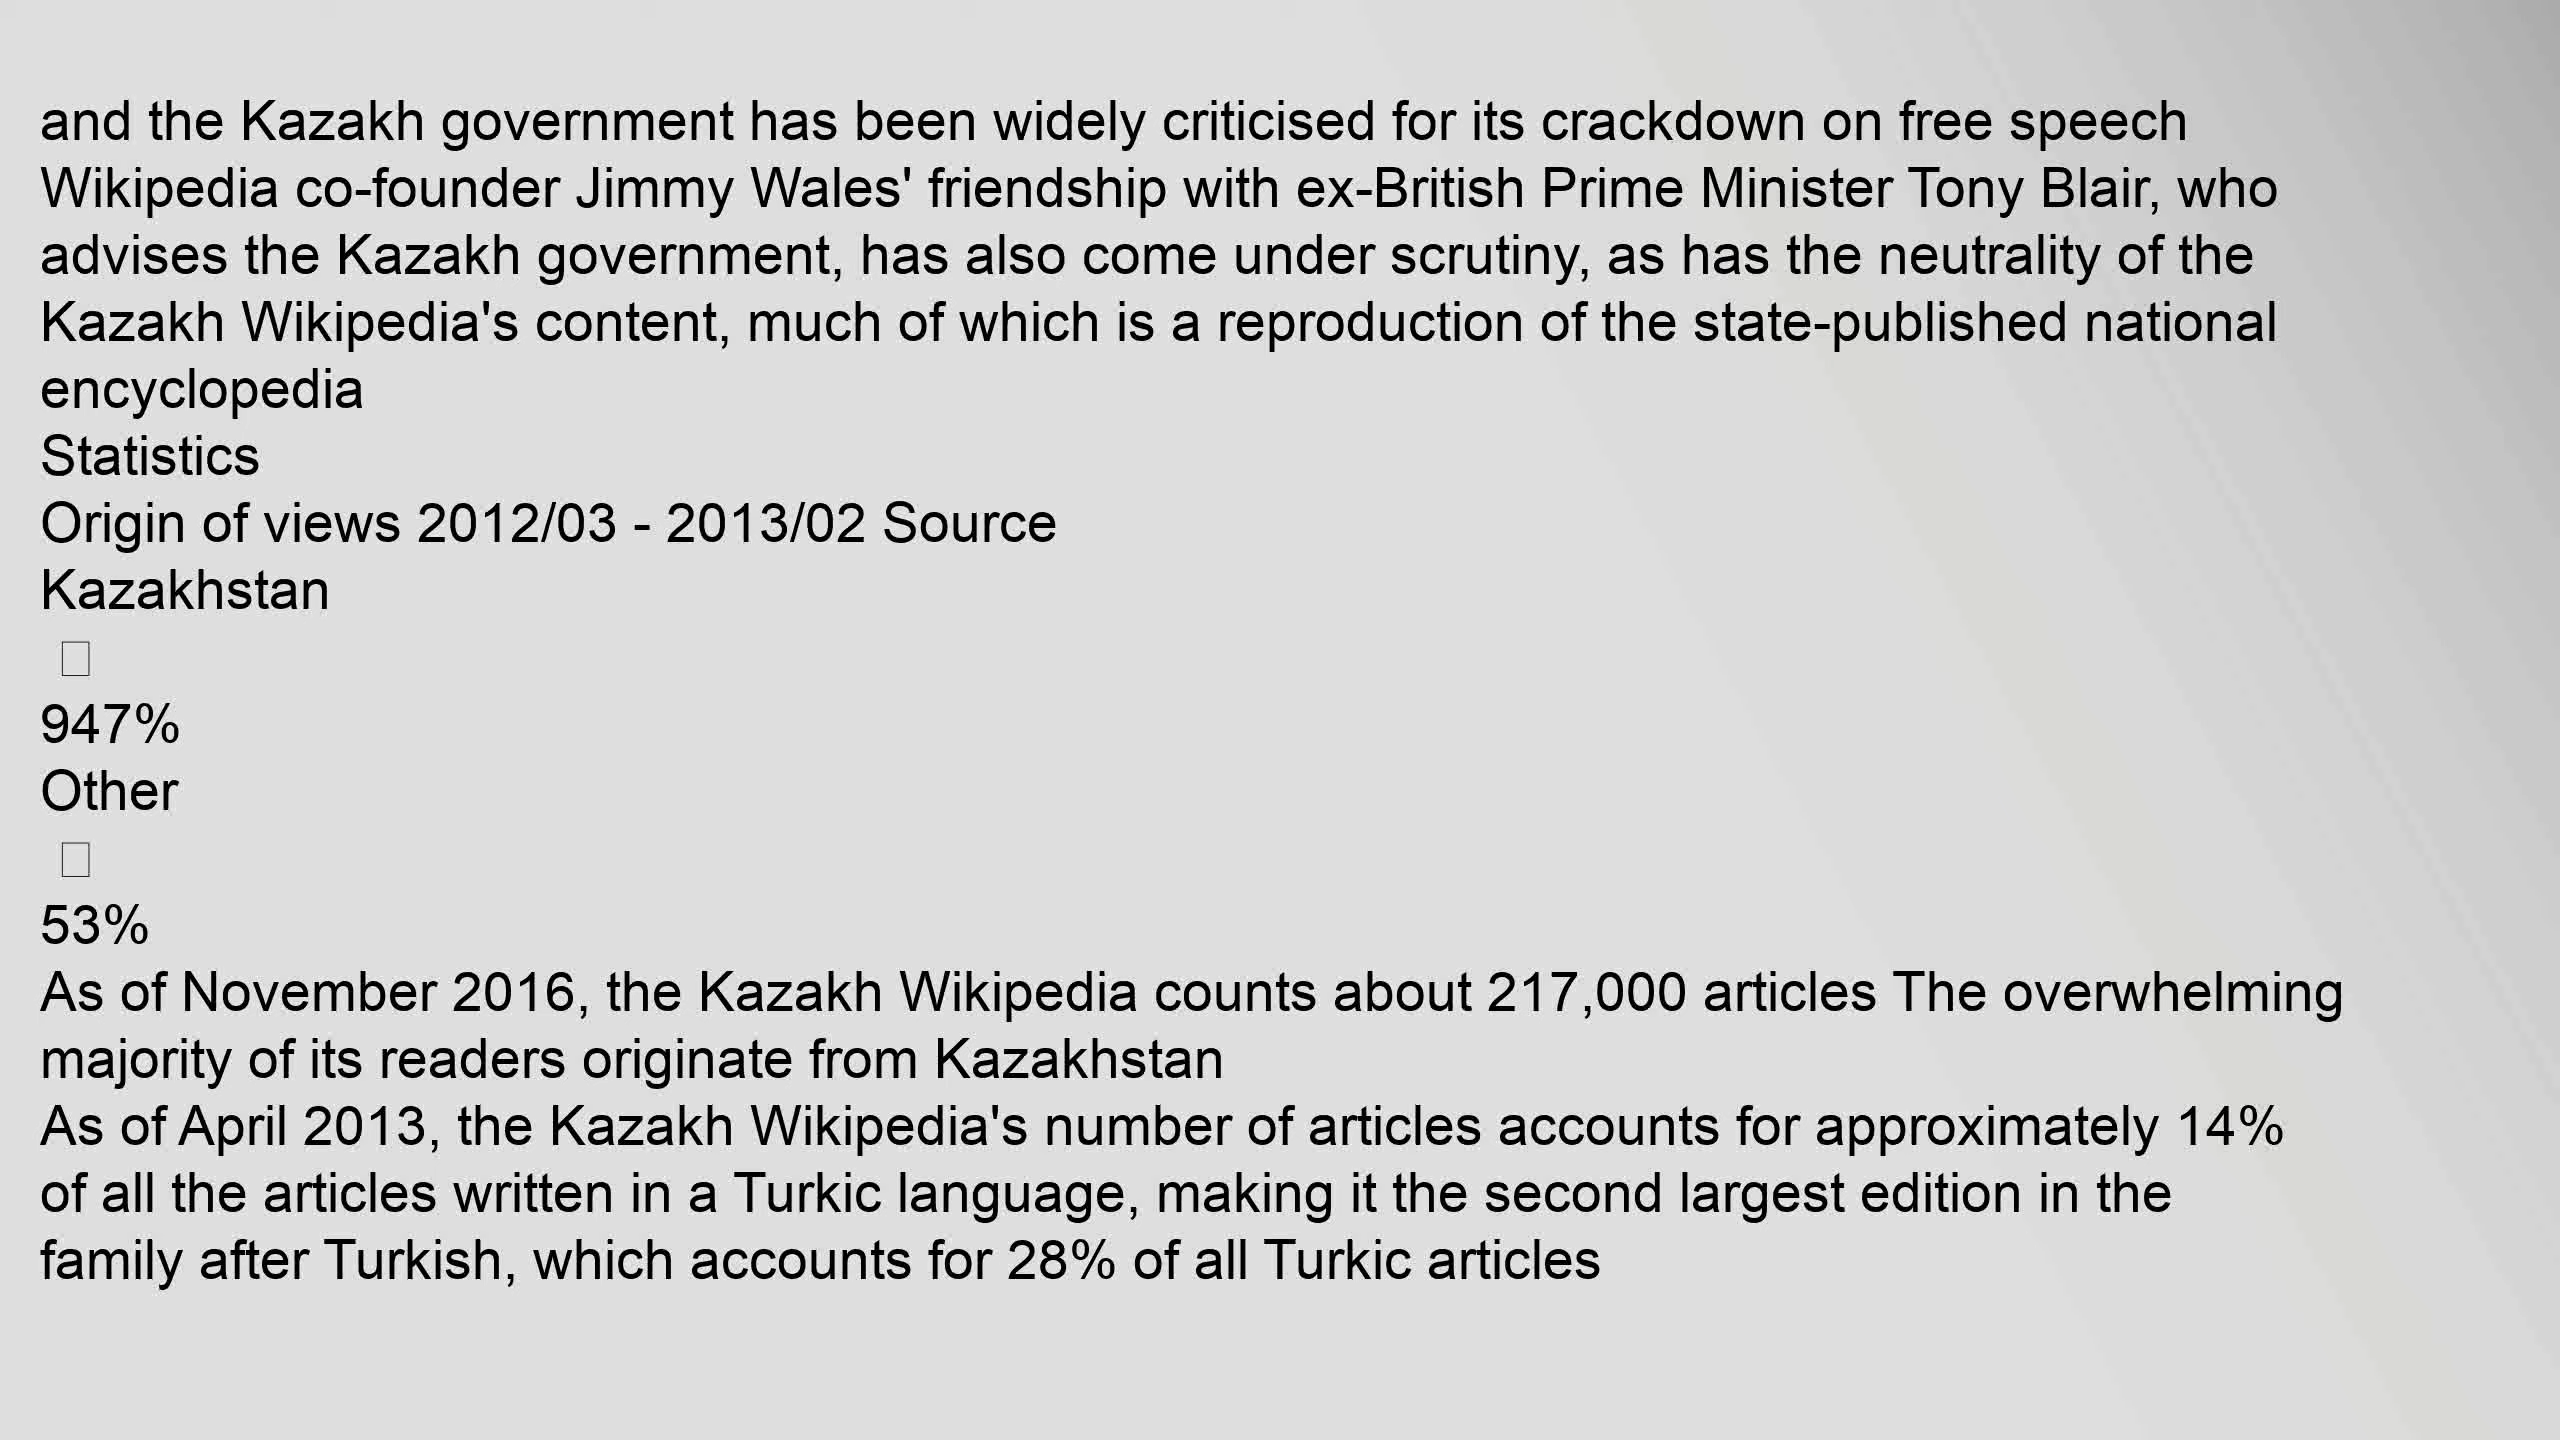 and the Kazakh government has been widely criticised for its crackdown on free speech
Wikipedia co-founder Jimmy Wales' friendship with ex-British Prime Minister Tony Blair, who
advises the Kazakh government, has also come under scrutiny, as has the neutrality of the
Kazakh Wikipedia's content, much of which is a reproduction of the state-published national
encyclopedia
Statistics
Origin of views 2012/03 - 2013/02 Source
Kazakhstan
947%
Other
53%
As of November 2016, the Kazakh Wikipedia counts about 217,000 articles The overwhelming
majority of its readers originate from Kazakhstan
As of April 2013, the Kazakh Wikipedia's number of articles accounts for approximately 14%
of all the articles written in a Turkic language, making it the second largest edition in the
family after Turkish, which accounts for 28% of all Turkic articles